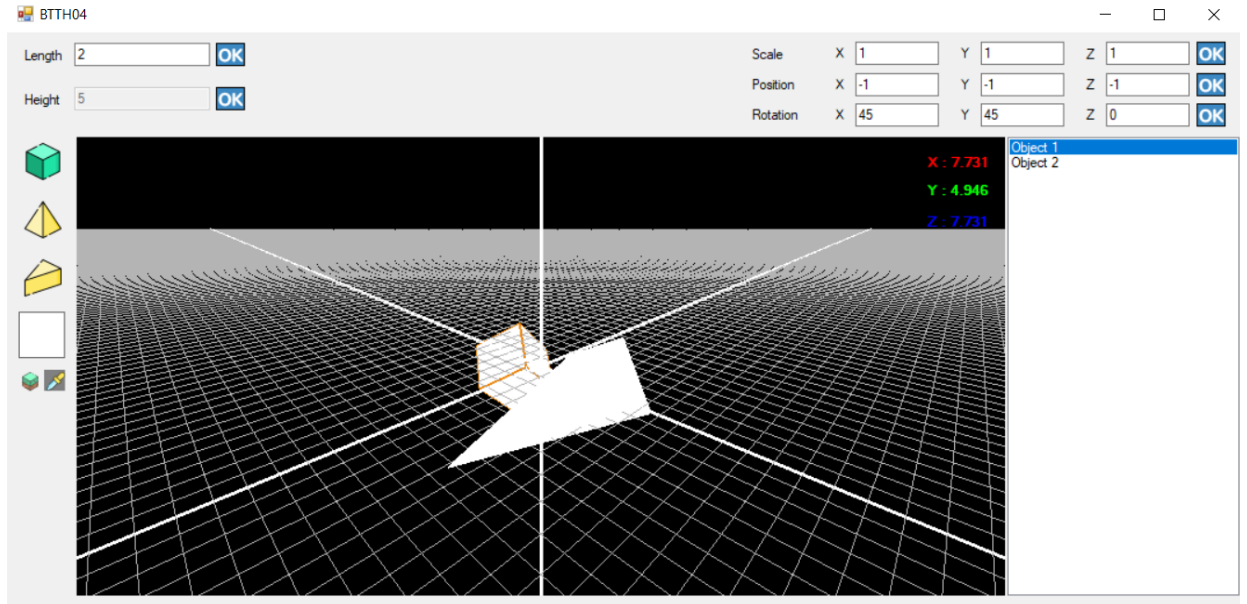 BTTH04
Length 2 OK
Height 5 OK
Scale X 1 Y 1 Z 1 OK
Position X -1 Y -1 Z -1 OK
Rotation X 45 Y 45 Z 0 OK
X : 7.731
Y : 4.946
Z : 7.731
Object 1
Object 2